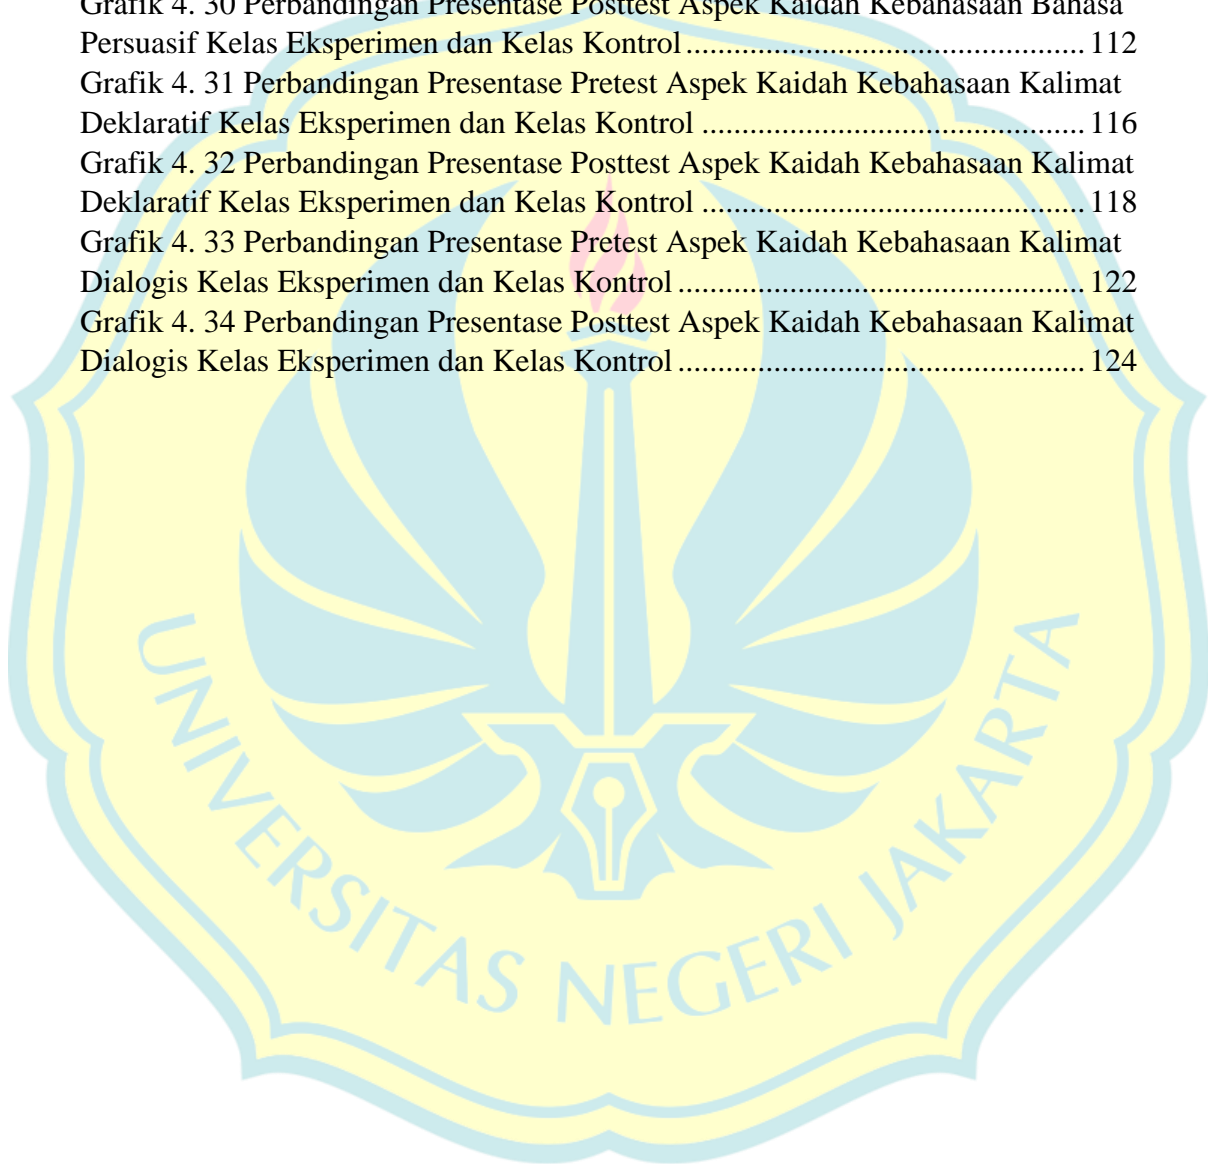 Grafik 4. 30 Perbandingan Presentase Posttest Aspek Kaidah Kebahasaan Bahasa
Persuasif Kelas Eksperimen dan Kelas Kontrol .................................................. 112
Grafik 4. 31 Perbandingan Presentase Pretest Aspek Kaidah Kebahasaan Kalimat
Deklaratif Kelas Eksperimen dan Kelas Kontrol ................................................ 116
Grafik 4. 32 Perbandingan Presentase Posttest Aspek Kaidah Kebahasaan Kalimat
Deklaratif Kelas Eksperimen dan Kelas Kontrol ................................................ 118
Grafik 4. 33 Perbandingan Presentase Pretest Aspek Kaidah Kebahasaan Kalimat
Dialogis Kelas Eksperimen dan Kelas Kontrol ................................................... 122
Grafik 4. 34 Perbandingan Presentase Posttest Aspek Kaidah Kebahasaan Kalimat
Dialogis Kelas Eksperimen dan Kelas Kontrol ................................................... 124
UNIVERSITAS NEGERI JAKARTA